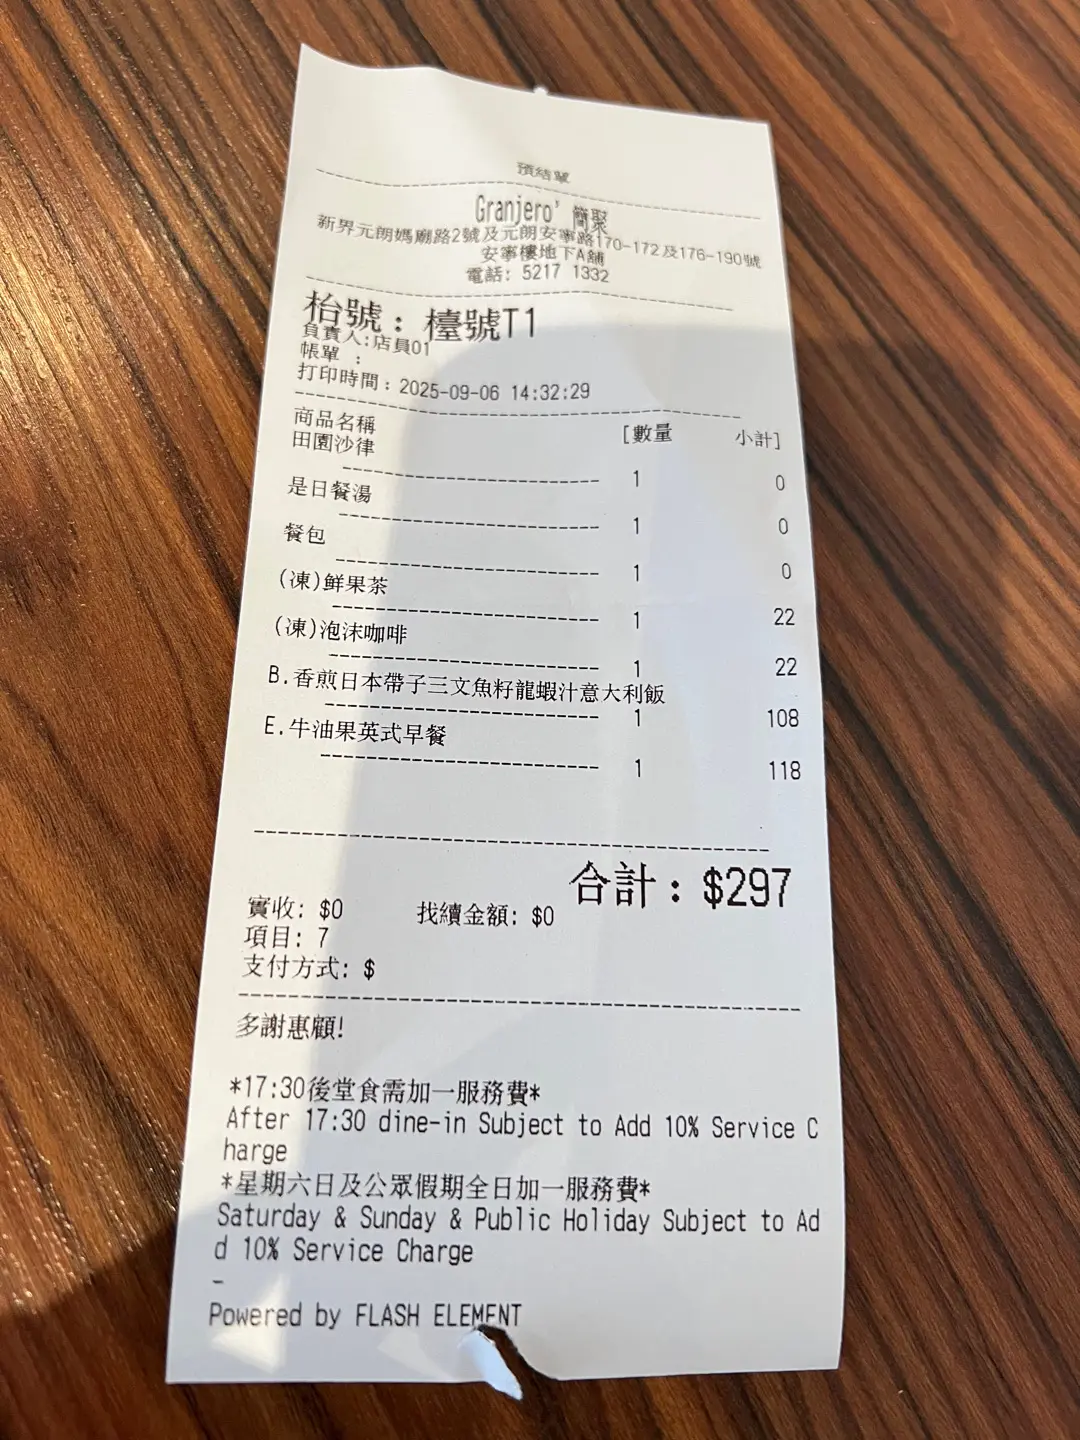 預結單
Granjero' 簡聚
新界元朗媽廟路2號及元朗安寧路170-172及176-190號
安寧樓地下A舖
電話: 5217 1332
枱號：檯號T1
負責人:店員01
帳單 :
打印時間：2025-09-06 14:32:29
商品名稱 [數量 小計]
田園沙律
1 0
是日餐湯
1 0
餐包
1 0
(凍)鮮果茶
1 22
(凍)泡沫咖啡
1 22
B.香煎日本帶子三文魚籽龍蝦汁意大利飯
1 108
E.牛油果英式早餐
1 118
合計：$297
實收: $0 找續金額: $0
項目: 7
支付方式: $
多謝惠顧!
*17:30後堂食需加一服務費*
After 17:30 dine-in Subject to Add 10% Service C
harge
*星期六日及公眾假期全日加一服務費*
Saturday & Sunday & Public Holiday Subject to Ad
d 10% Service Charge
-
Powered by FLASH ELEMENT